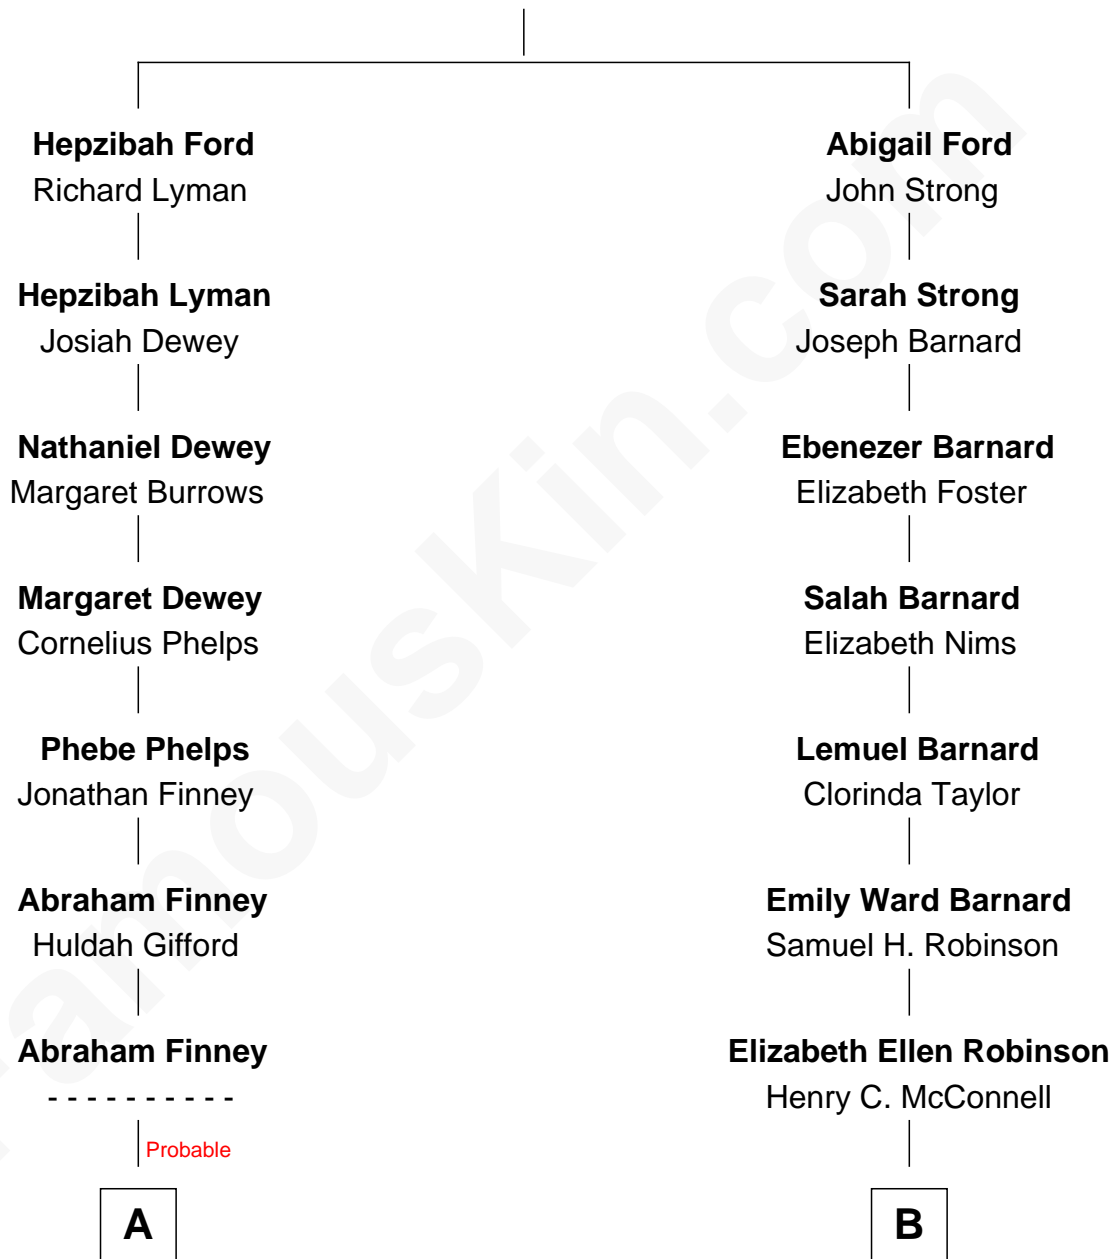 Hepzibah Ford
Richard Lyman
Abigail Ford
John Strong
Hepzibah Lyman
Josiah Dewey
Sarah Strong
Joseph Barnard
Nathaniel Dewey
Margaret Burrows
Ebenezer Barnard
Elizabeth Foster
Margaret Dewey
Cornelius Phelps
Salah Barnard
Elizabeth Nims
Phebe Phelps
Jonathan Finney
Lemuel Barnard
Clorinda Taylor
Abraham Finney
Huldah Gifford
Emily Ward Barnard
Samuel H. Robinson
Abraham Finney
- - - - - - - - - -
Elizabeth Ellen Robinson
Henry C. McConnell
Probable
A
B
FamousKin.com